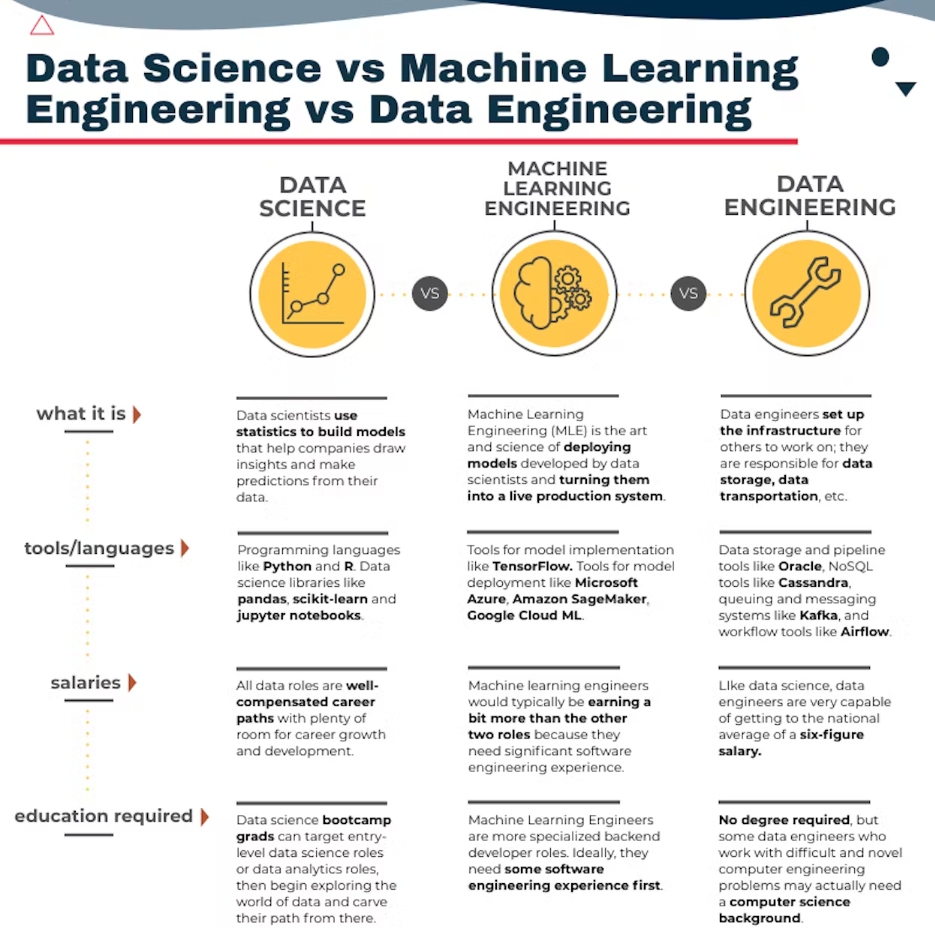 Data Science vs Machine Learning
Engineering vs Data Engineering
DATA
SCIENCE
MACHINE
LEARNING
ENGINEERING
DATA
ENGINEERING
VS
VS
what it is
Data scientists use
statistics to build models
that help companies draw
insights and make
predictions from their
data.
Machine Learning
Engineering (MLE) is the art
and science of deploying
models developed by data
scientists and turning them
into a live production system.
Data engineers set up
the infrastructure for
others to work on; they
are responsible for data
storage, data
transportation, etc.
tools/languages
Programming languages
like Python and R. Data
science libraries like
pandas, scikit-learn and
jupyter notebooks.
Tools for model implementation
like TensorFlow. Tools for model
deployment like Microsoft
Azure, Amazon SageMaker,
Google Cloud ML.
Data storage and pipeline
tools like Oracle, NoSQL
tools like Cassandra,
queuing and messaging
systems like Kafka, and
workflow tools like Airflow.
salaries
All data roles are well-
compensated career
paths with plenty of
room for career growth
and development.
Machine learning engineers
would typically be earning a
bit more than the other
two roles because they
need significant software
engineering experience.
LIke data science, data
engineers are very capable
of getting to the national
average of a six-figure
salary.
education required
Data science bootcamp
grads can target entry-
level data science roles
or data analytics roles,
then begin exploring the
world of data and carve
their path from there.
Machine Learning Engineers
are more specialized backend
developer roles. Ideally, they
need some software
engineering experience first.
No degree required, but
some data engineers who
work with difficult and novel
computer engineering
problems may actually need
a computer science
background.